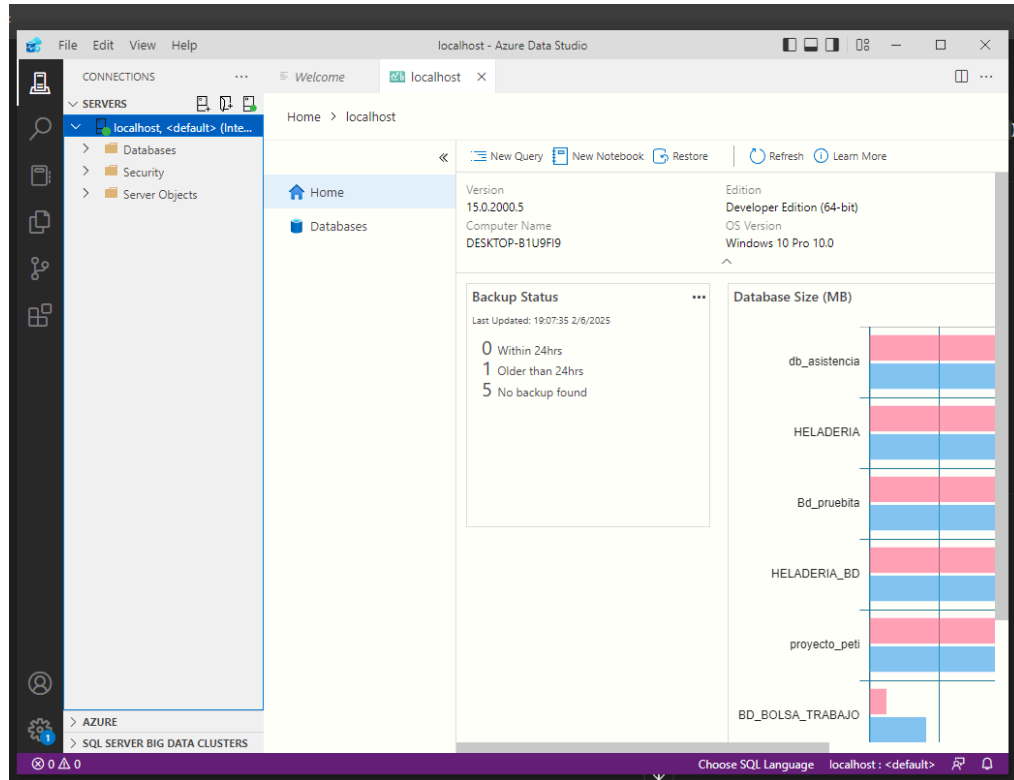 File Edit View Help
localhost - Azure Data Studio
CONNECTIONS
Welcome
localhost
SERVERS
localhost, <default> (Inte...
Databases
Security
Server Objects
Home > localhost
New Query New Notebook Restore Refresh Learn More
Home
Databases
Version
15.0.2000.5
Computer Name
DESKTOP-B1U9FI9
Edition
Developer Edition (64-bit)
OS Version
Windows 10 Pro 10.0
Backup Status
Last Updated: 19:07:35 2/6/2025
0 Within 24hrs
1 Older than 24hrs
5 No backup found
Database Size (MB)
db_asistencia
HELADERIA
Bd_pruebita
HELADERIA_BD
proyecto_peti
BD_BOLSA_TRABAJO
1
AZURE
SQL SERVER BIG DATA CLUSTERS
0 0
Choose SQL Language localhost : <default>